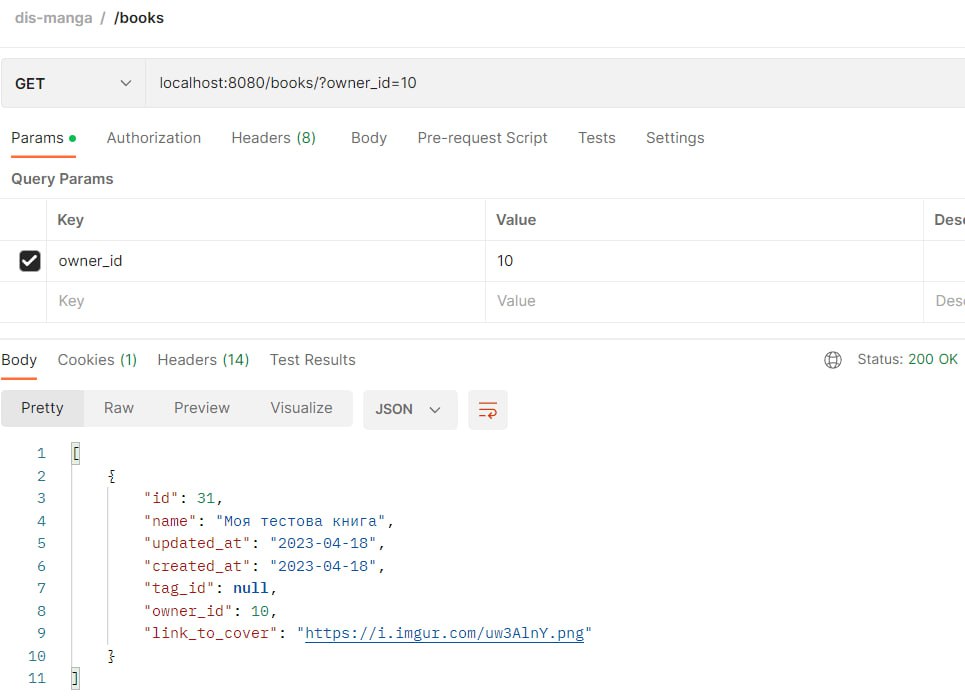 dis-manga / /books
GET localhost:8080/books/?owner_id=10
Params Authorization Headers (8) Body Pre-request Script Tests Settings
Query Params
Key Value Desc
owner_id 10
Key Value Desc
Body Cookies (1) Headers (14) Test Results Status: 200 OK
Pretty Raw Preview Visualize JSON
1 [
2 {
3 "id": 31,
4 "name": "Моя тестова книга",
5 "updated_at": "2023-04-18",
6 "created_at": "2023-04-18",
7 "tag_id": null,
8 "owner_id": 10,
9 "link_to_cover": "https://i.imgur.com/uw3AlnY.png"
10 }
11 ]